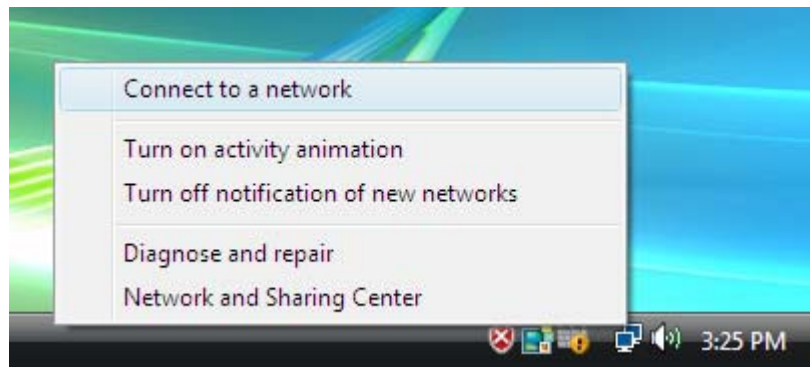 Connect to a network
Turn on activity animation
Turn off notification of new networks
Diagnose and repair
Network and Sharing Center
3:25 PM